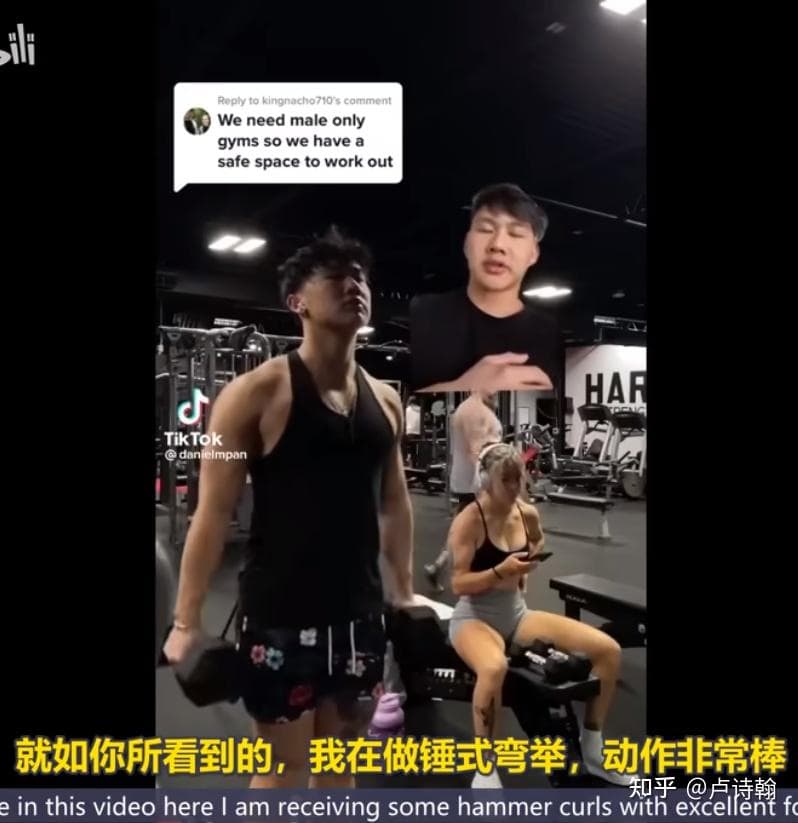 bili
Reply to kingnacho710's comment
We need male only
gyms so we have a
safe space to work out
HAR
TikTok
@danielmpan
就如你所看到的，我在做锤式弯举，动作非常棒
知乎 @卢诗翰
e in this video here I am receiving some hammer curls with excellent fo